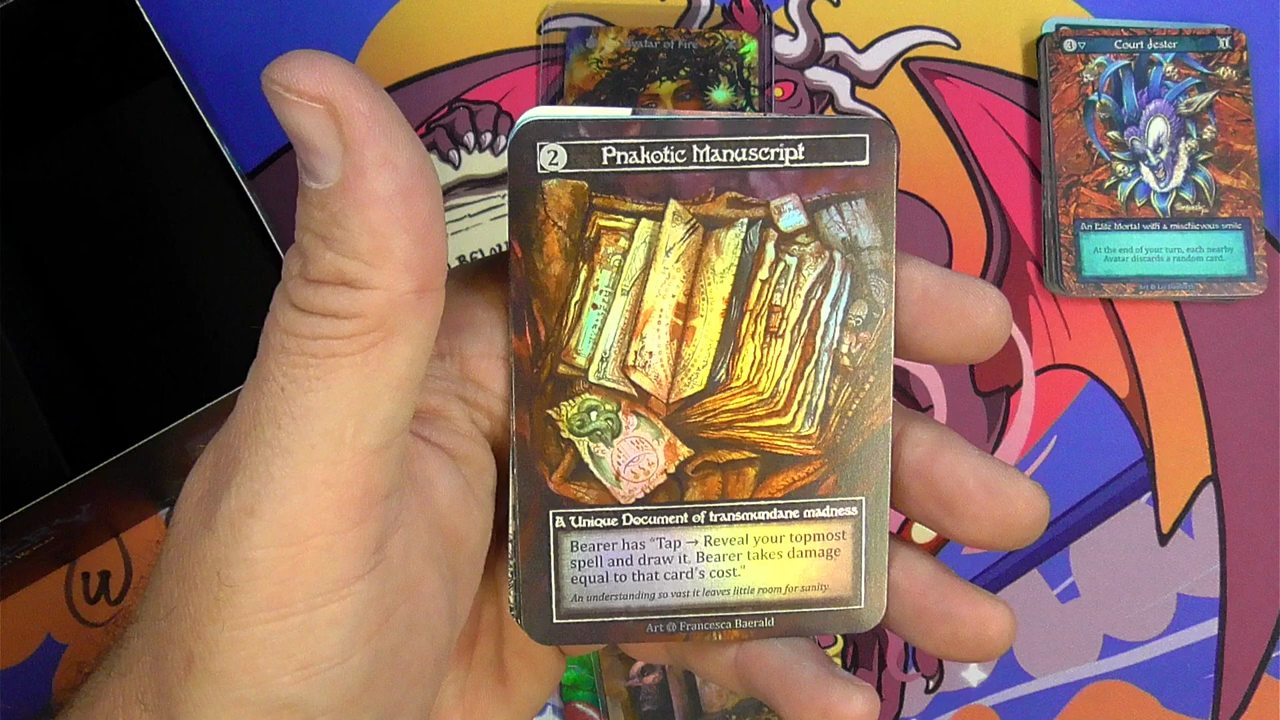 Avatar of Fire
2
Pnakotic Manuscript
A Unique Document of transmundane madness
Bearer has “Tap → Reveal your topmost
spell and draw it. Bearer takes damage
equal to that card's cost.”
An understanding so vast it leaves little room for sanity.
Art @ Francesca Baerald
Court Jester
An Elite Mortal with a mischievous smile
At the end of your turn, each nearby
Avatar discards a random card.